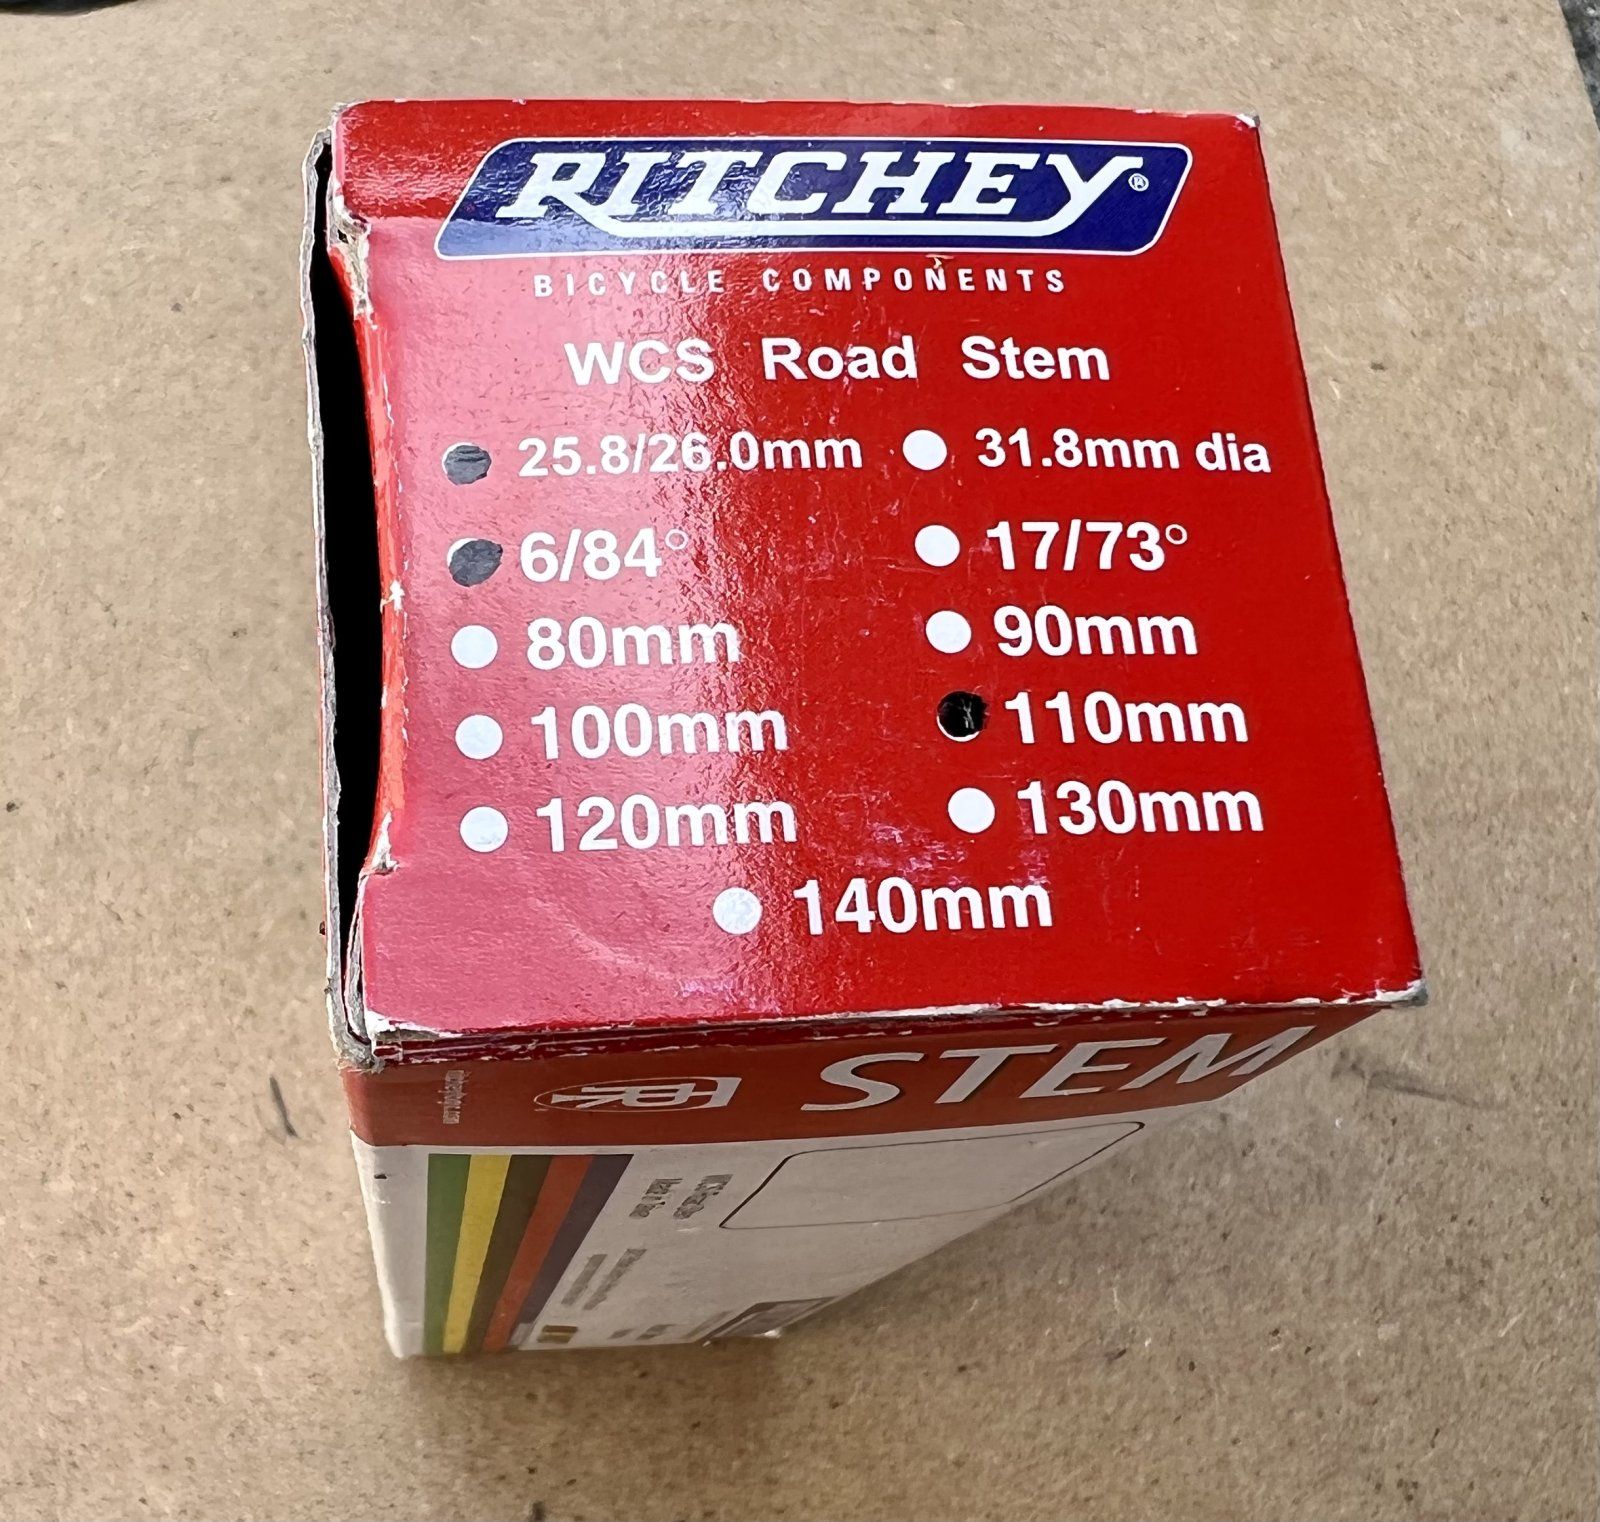 RITCHEY®
BICYCLE COMPONENTS
WCS Road Stem
25.8/26.0mm 31.8mm dia
6/84° 17/73°
80mm 90mm
100mm 110mm
120mm 130mm
140mm
STEM